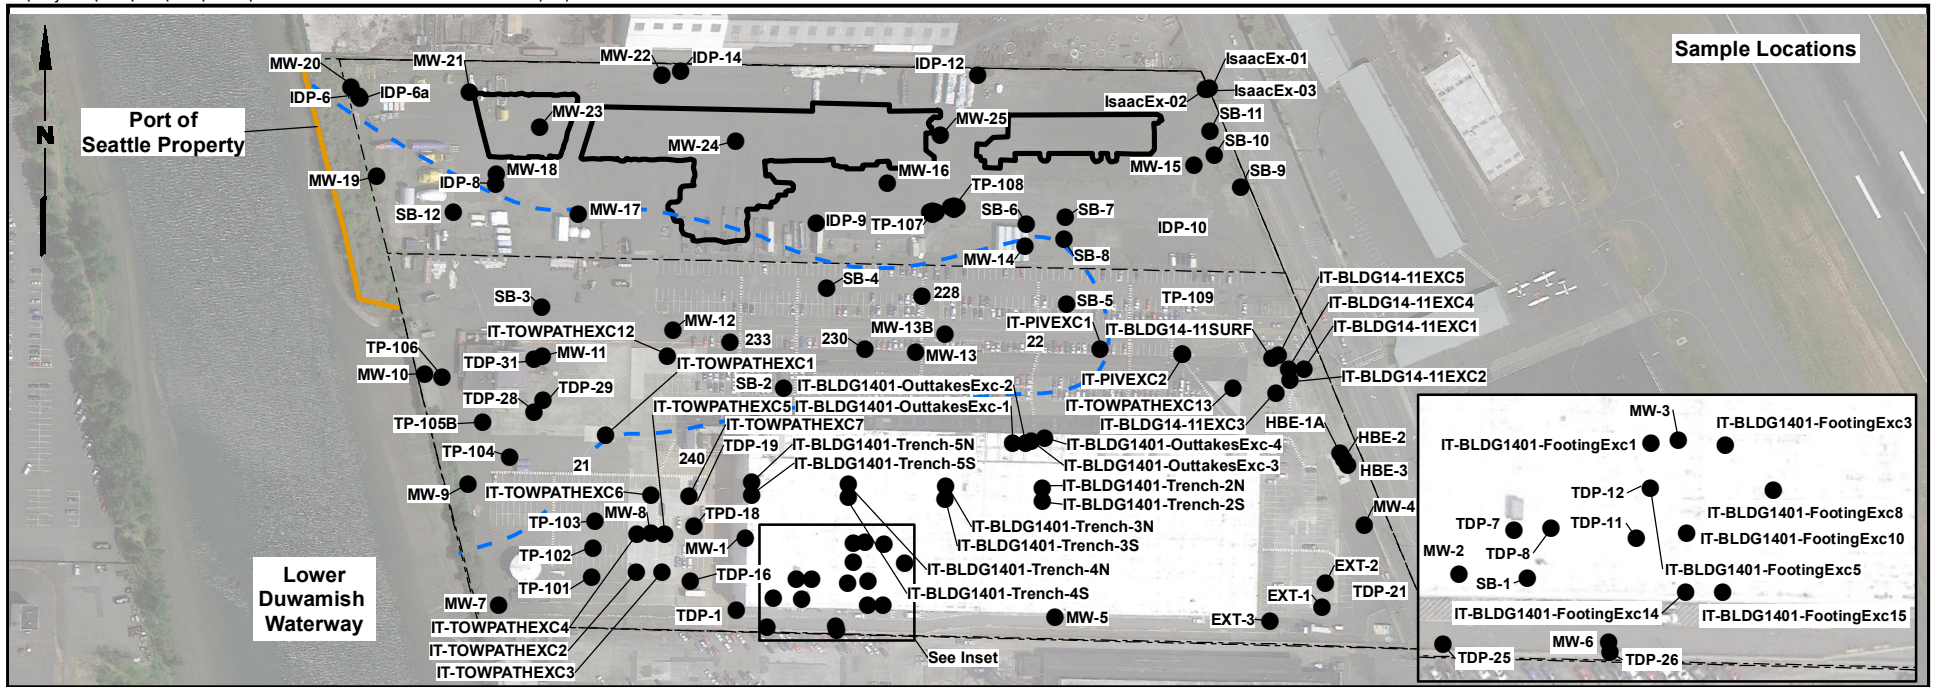 Sample Locations
N
Port of
Seattle Property
Lower
Duwamish
Waterway
MW-20
IDP-6
IDP-6a
MW-21
MW-22
IDP-14
IDP-12
IsaacEx-01
IsaacEx-02
IsaacEx-03
SB-11
SB-10
MW-15
SB-9
MW-23
MW-24
MW-25
MW-16
MW-18
IDP-8
MW-19
SB-12
MW-17
IDP-9
TP-107
TP-108
SB-6
SB-7
IDP-10
MW-14
SB-8
SB-4
228
SB-3
SB-5
TP-109
IT-BLDG14-11EXC5
IT-BLDG14-11EXC4
IT-BLDG14-11EXC1
IT-TOWPATHEXC12
MW-12
233
230
MW-13B
MW-13
22
IT-PIVEXC1
IT-BLDG14-11SURF
TP-106
MW-10
TDP-31
MW-11
IT-TOWPATHEXC1
SB-2
IT-BLDG1401-OuttakesExc-2
IT-PIVEXC2
IT-BLDG14-11EXC2
TDP-29
TDP-28
IT-TOWPATHEXC5
IT-BLDG1401-OuttakesExc-1
IT-TOWPATHEXC13
TP-105B
IT-TOWPATHEXC7
IT-BLDG14-11EXC3
HBE-1A
HBE-2
HBE-3
TDP-19
IT-BLDG1401-Trench-5N
IT-BLDG1401-OuttakesExc-4
TP-104
21
240
IT-BLDG1401-Trench-5S
IT-BLDG1401-OuttakesExc-3
MW-9
IT-TOWPATHEXC6
IT-BLDG1401-Trench-2N
IT-BLDG1401-Trench-2S
TP-103
MW-8
TPD-18
IT-BLDG1401-Trench-3N
MW-4
TP-102
MW-1
IT-BLDG1401-Trench-3S
TP-101
TDP-16
IT-BLDG1401-Trench-4N
EXT-2
IT-BLDG1401-Trench-4S
EXT-1
TDP-21
MW-7
TDP-1
MW-5
EXT-3
IT-TOWPATHEXC4
IT-TOWPATHEXC2
IT-TOWPATHEXC3
See Inset
MW-3
IT-BLDG1401-FootingExc3
IT-BLDG1401-FootingExc1
TDP-12
IT-BLDG1401-FootingExc8
TDP-7
TDP-11
IT-BLDG1401-FootingExc10
MW-2
TDP-8
IT-BLDG1401-FootingExc5
SB-1
IT-BLDG1401-FootingExc14
IT-BLDG1401-FootingExc15
MW-6
TDP-25
TDP-26